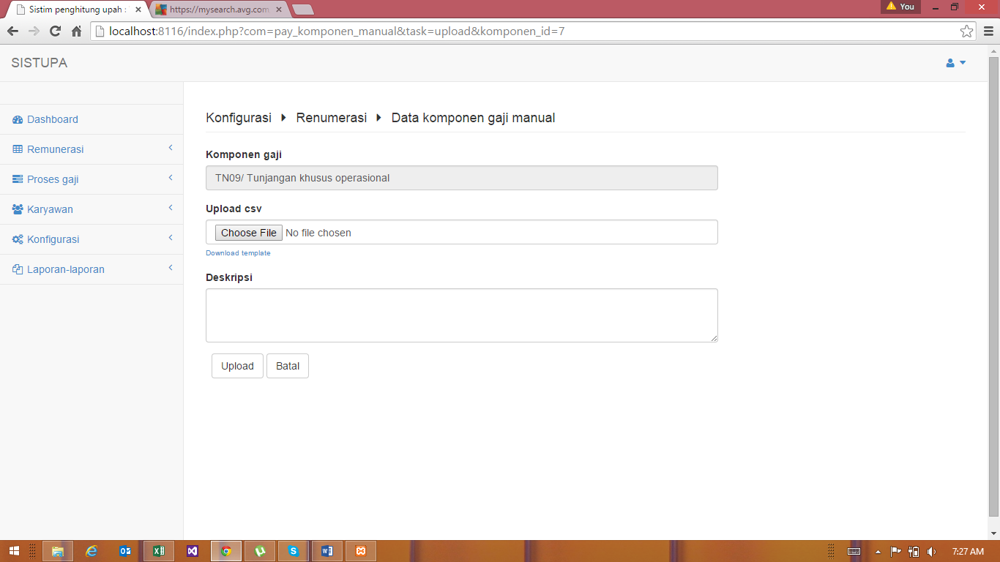 Sistim penghitung upah :
https://mysearch.avg.com
You
localhost:8116/index.php?com=pay_komponen_manual&task=upload&komponen_id=7
SISTUPA
Dashboard
Remunerasi
Proses gaji
Karyawan
Konfigurasi
Laporan-laporan
Konfigurasi Renumerasi Data komponen gaji manual
Komponen gaji
TN09/ Tunjangan khusus operasional
Upload csv
Choose File No file chosen
Download template
Deskripsi
Upload Batal
7:27 AM